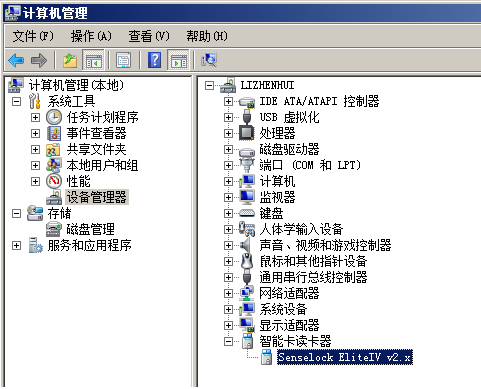 计算机管理
文件(F) 操作(A) 查看(V) 帮助(H)
计算机管理(本地)
系统工具
任务计划程序
事件查看器
共享文件夹
本地用户和组
性能
设备管理器
存储
磁盘管理
服务和应用程序
LIZHENHUI
IDE ATA/ATAPI 控制器
USB 虚拟化
处理器
磁盘驱动器
端口 (COM 和 LPT)
计算机
监视器
键盘
人体学输入设备
声音、视频和游戏控制器
鼠标和其他指针设备
通用串行总线控制器
网络适配器
系统设备
显示适配器
智能卡读卡器
Senselock EliteIV v2.x